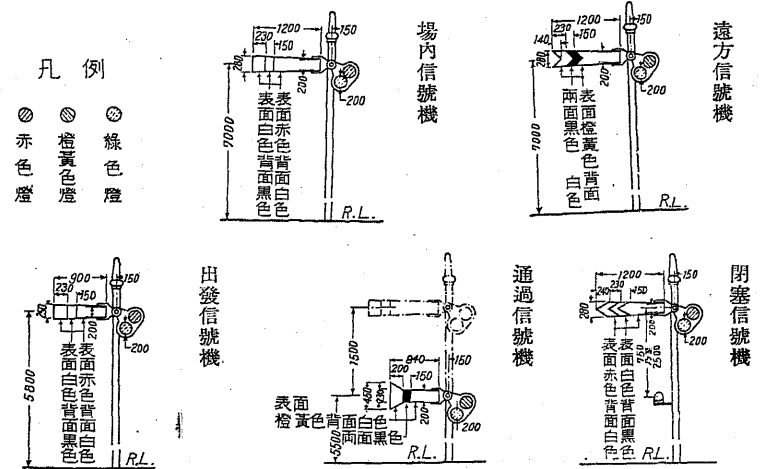 凡例
赤色燈
橙黃色燈
綠色燈
場內信號機
1200
150
230
150
280
200
200
7000
表面赤色背面白色
表面白色背面黑色
R.L.
遠方信號機
1200
150
230
140
150
280
200
200
7000
表面橙黃色背面白色
兩面黑色
R.L.
出發信號機
900
150
230
150
200
200
5800
表面赤色背面白色
表面白色背面黑色
R.L.
通過信號機
1500
840
150
200
150
200
200
5500
表面
橙黃色背面白色
兩面黑色
R.L.
閉塞信號機
1200
150
240
230
150
280
200
200
表面白色背面黑色
表面赤色背面白色
R.L.